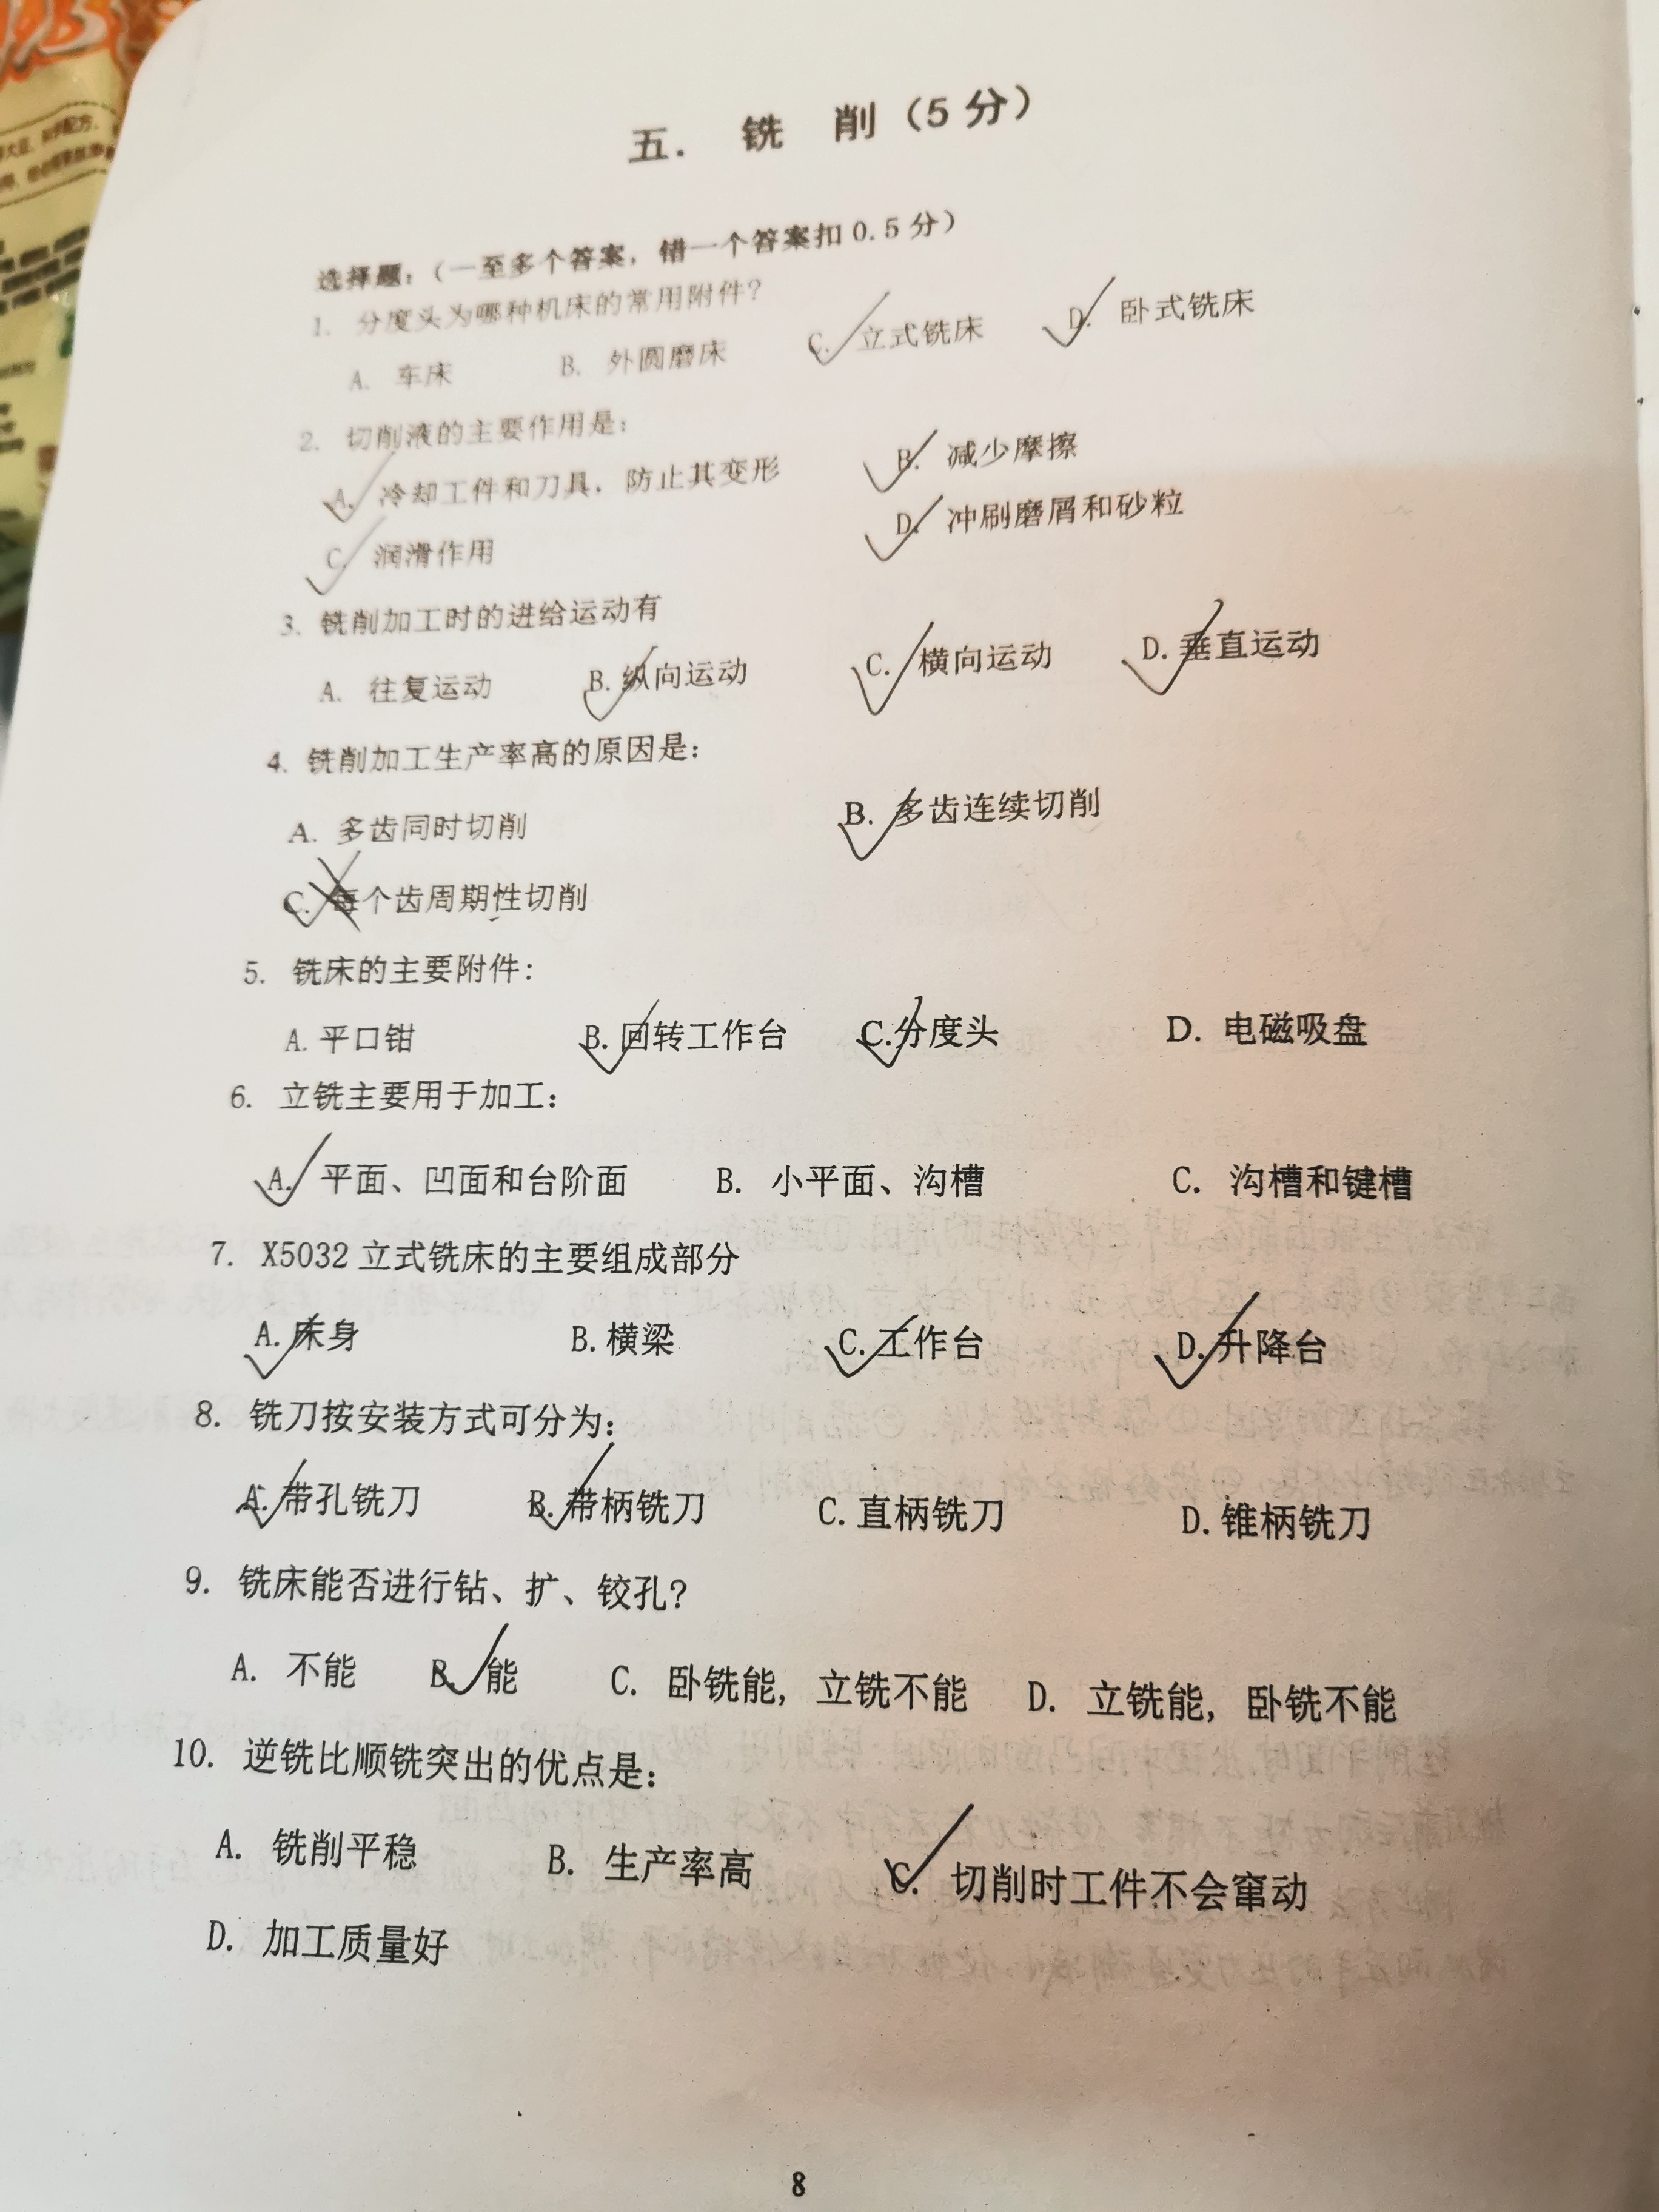 五. 铣 削（5 分）
选择题：（一至多个答案，错一个答案扣 0.5 分）
1. 分度头为哪种机床的常用附件？
A. 车床 B. 外圆磨床 C. 立式铣床 D. 卧式铣床
2. 切削液的主要作用是：
A. 冷却工件和刀具，防止其变形 B. 减少摩擦
C. 润滑作用 D. 冲刷磨屑和砂粒
3. 铣削加工时的进给运动有
A. 往复运动 B. 纵向运动 C. 横向运动 D. 垂直运动
4. 铣削加工生产率高的原因是：
A. 多齿同时切削 B. 多齿连续切削
C. 每个齿周期性切削
5. 铣床的主要附件：
A. 平口钳 B. 回转工作台 C. 分度头 D. 电磁吸盘
6. 立铣主要用于加工：
A. 平面、凹面和台阶面 B. 小平面、沟槽 C. 沟槽和键槽
7. X5032 立式铣床的主要组成部分
A. 床身 B. 横梁 C. 工作台 D. 升降台
8. 铣刀按安装方式可分为：
A. 带孔铣刀 B. 带柄铣刀 C. 直柄铣刀 D. 锥柄铣刀
9. 铣床能否进行钻、扩、铰孔？
A. 不能 B. 能 C. 卧铣能，立铣不能 D. 立铣能，卧铣不能
10. 逆铣比顺铣突出的优点是：
A. 铣削平稳 B. 生产率高 C. 切削时工件不会窜动
D. 加工质量好
8